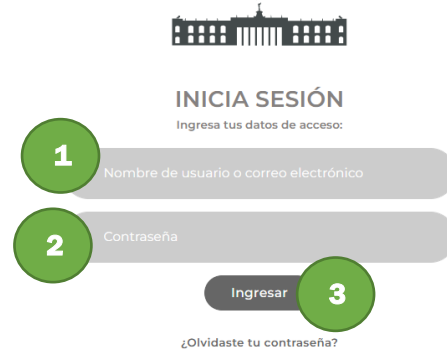 INICIA SESIÓN
Ingresa tus datos de acceso:
1
Nombre de usuario o correo electrónico
2
Contraseña
Ingresar
3
¿Olvidaste tu contraseña?